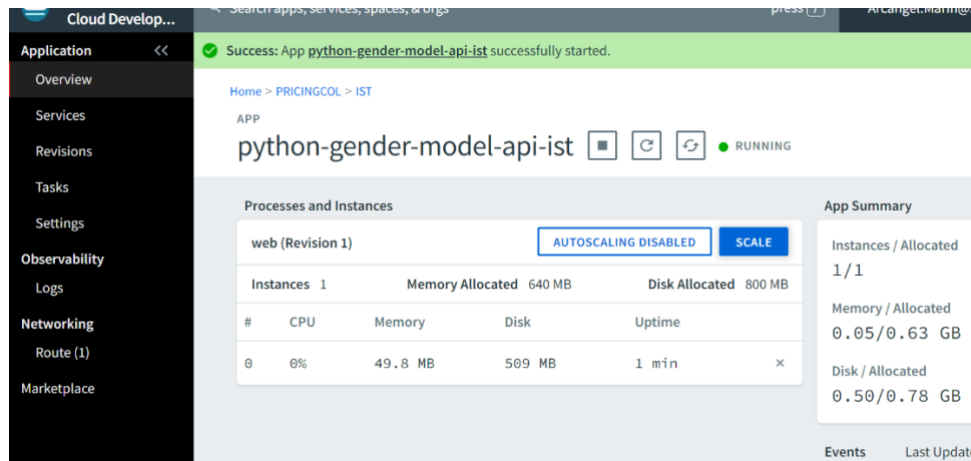 Cloud Develop...
Search apps, services, spaces, & orgs
press /
Arcangel.Marin@
Application <<
Overview
Services
Revisions
Tasks
Settings
Observability
Logs
Networking
Route (1)
Marketplace
Success: App python-gender-model-api-ist successfully started.
Home > PRICINGCOL > IST
APP
python-gender-model-api-ist RUNNING
Processes and Instances
web (Revision 1) AUTOSCALING DISABLED SCALE
Instances 1 Memory Allocated 640 MB Disk Allocated 800 MB
# CPU Memory Disk Uptime
0 0% 49.8 MB 509 MB 1 min ×
App Summary
Instances / Allocated
1/1
Memory / Allocated
0.05/0.63 GB
Disk / Allocated
0.50/0.78 GB
Events Last Updat